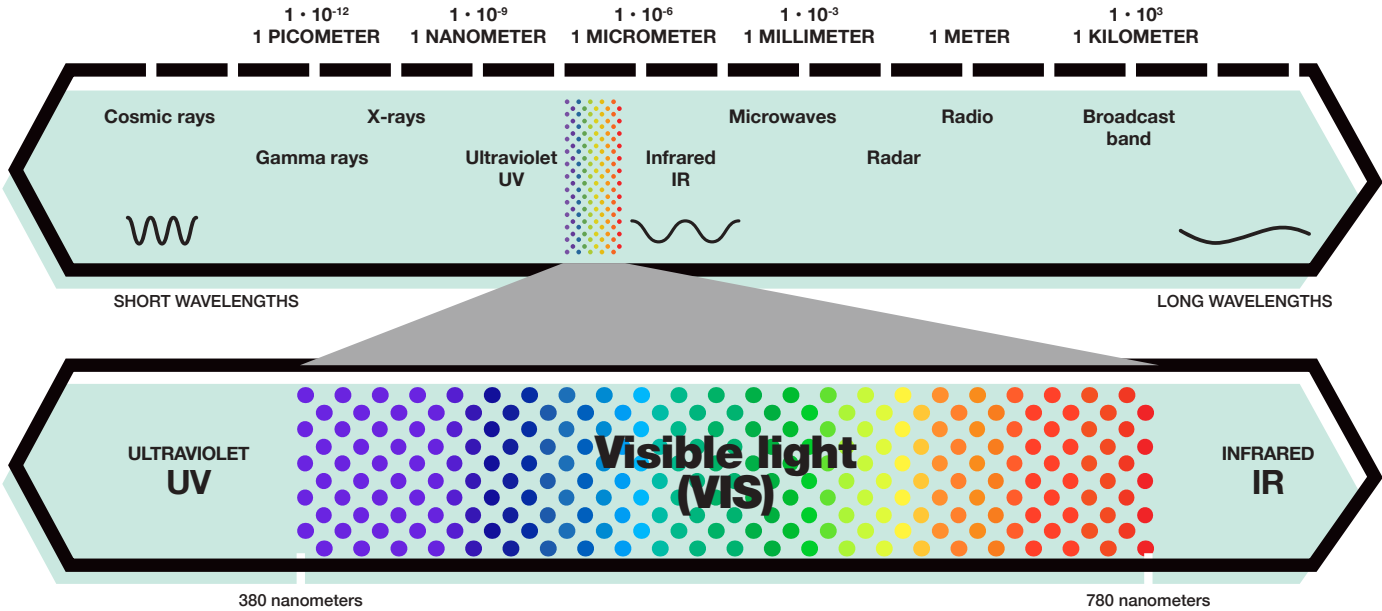 1 · 10⁻¹² 1 · 10⁻⁹ 1 · 10⁻⁶ 1 · 10⁻³ 1 · 10³
1 PICOMETER 1 NANOMETER 1 MICROMETER 1 MILLIMETER 1 METER 1 KILOMETER
Cosmic rays X-rays Microwaves Radio Broadcast
band
Gamma rays Ultraviolet
UV
Infrared
IR
Radar
SHORT WAVELENGTHS LONG WAVELENGTHS
ULTRAVIOLET
UV
Visible light
(VIS)
INFRARED
IR
380 nanometers 780 nanometers